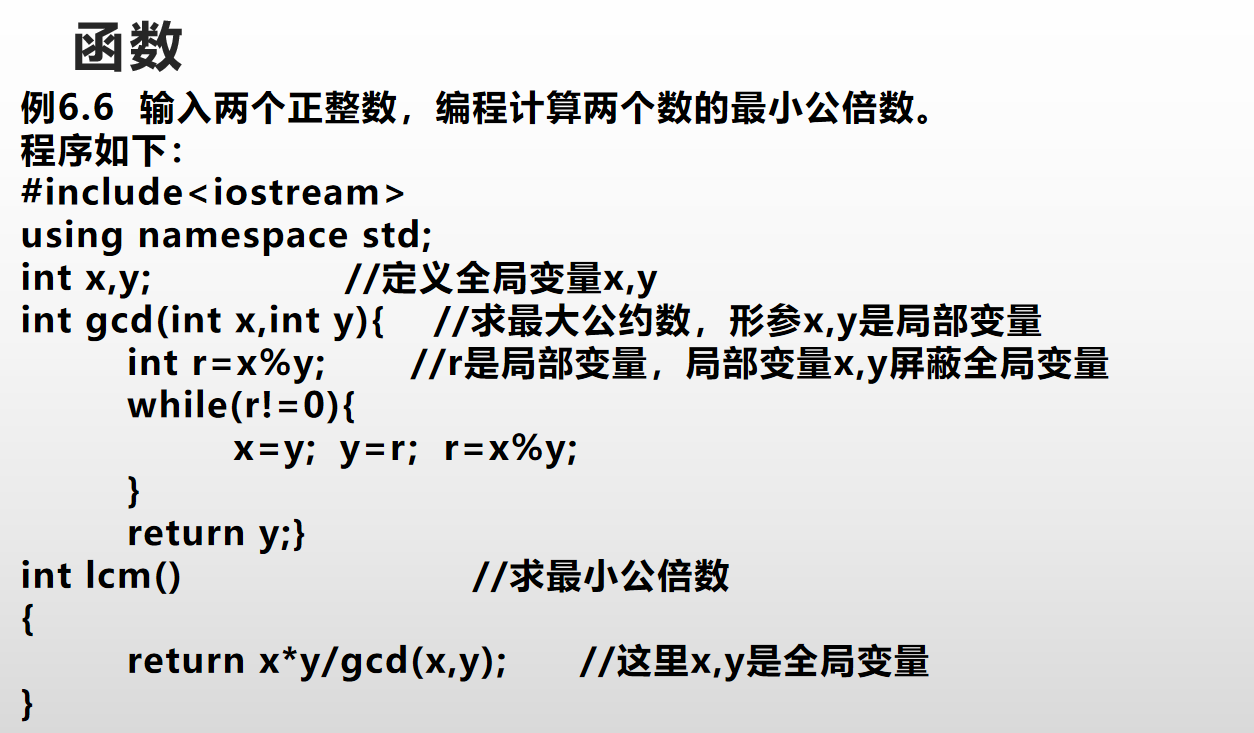 函数
例6.6 输入两个正整数，编程计算两个数的最小公倍数。
程序如下：
#include<iostream>
using namespace std;
int x,y; //定义全局变量x,y
int gcd(int x,int y){ //求最大公约数，形参x,y是局部变量
int r=x%y; //r是局部变量，局部变量x,y屏蔽全局变量
while(r!=0){
x=y; y=r; r=x%y;
}
return y;}
int lcm() //求最小公倍数
{
return x*y/gcd(x,y); //这里x,y是全局变量
}